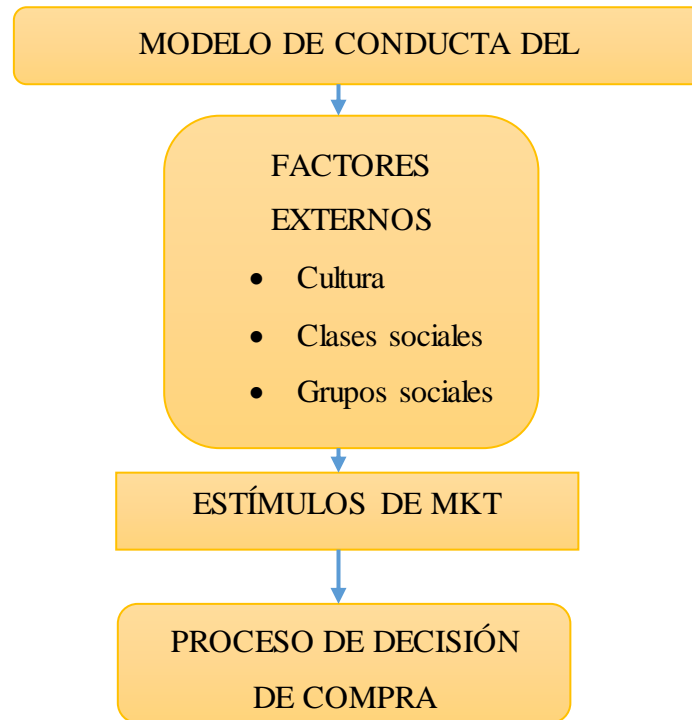 MODELO DE CONDUCTA DEL
FACTORES
EXTERNOS
• Cultura
• Clases sociales
• Grupos sociales
ESTÍMULOS DE MKT
PROCESO DE DECISIÓN
DE COMPRA